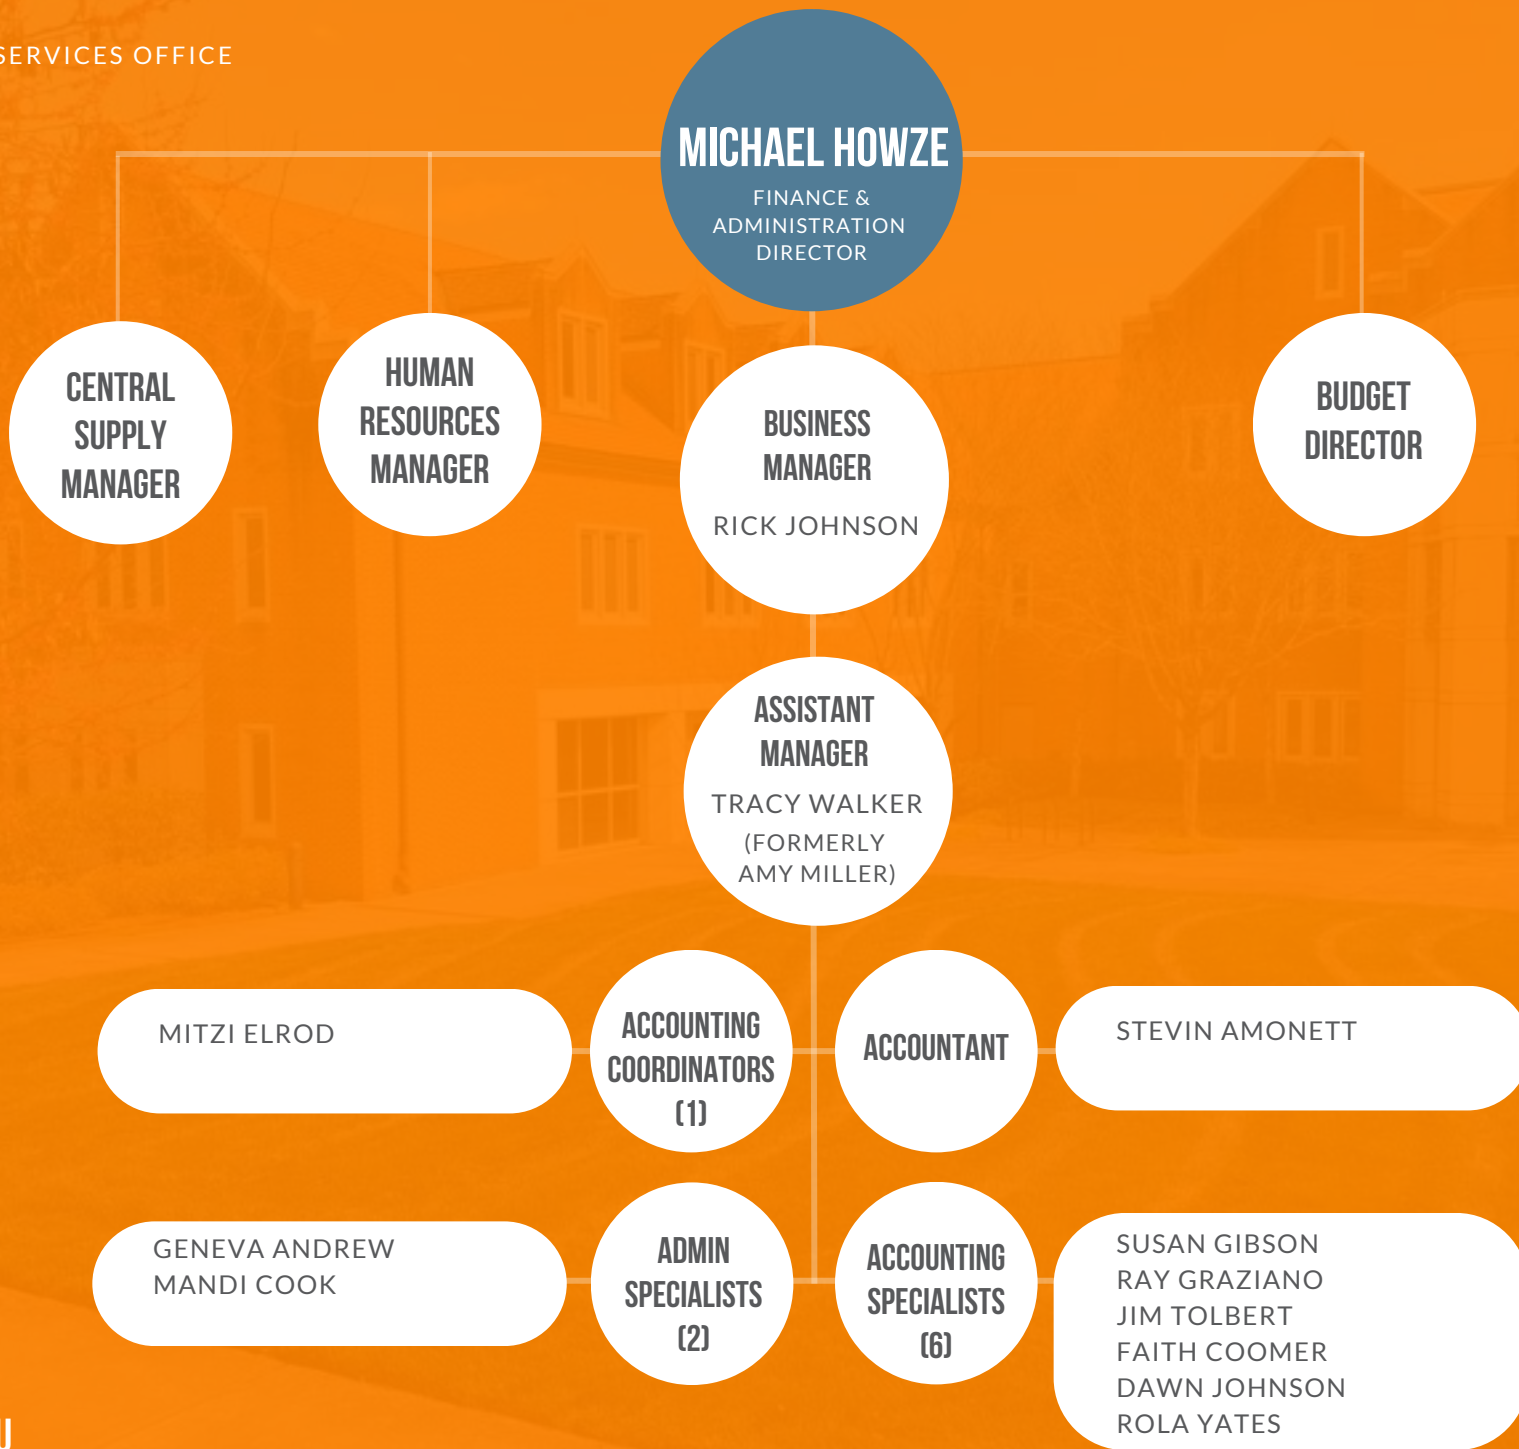 SERVICES OFFICE
MICHAEL HOWZE
FINANCE &
ADMINISTRATION
DIRECTOR
CENTRAL
SUPPLY
MANAGER
HUMAN
RESOURCES
MANAGER
BUSINESS
MANAGER
RICK JOHNSON
BUDGET
DIRECTOR
ASSISTANT
MANAGER
TRACY WALKER
(FORMERLY
AMY MILLER)
MITZI ELROD
ACCOUNTING
COORDINATORS
(1)
ACCOUNTANT
STEVIN AMONETT
GENEVA ANDREW
MANDI COOK
ADMIN
SPECIALISTS
(2)
ACCOUNTING
SPECIALISTS
(6)
SUSAN GIBSON
RAY GRAZIANO
JIM TOLBERT
FAITH COOMER
DAWN JOHNSON
ROLA YATES